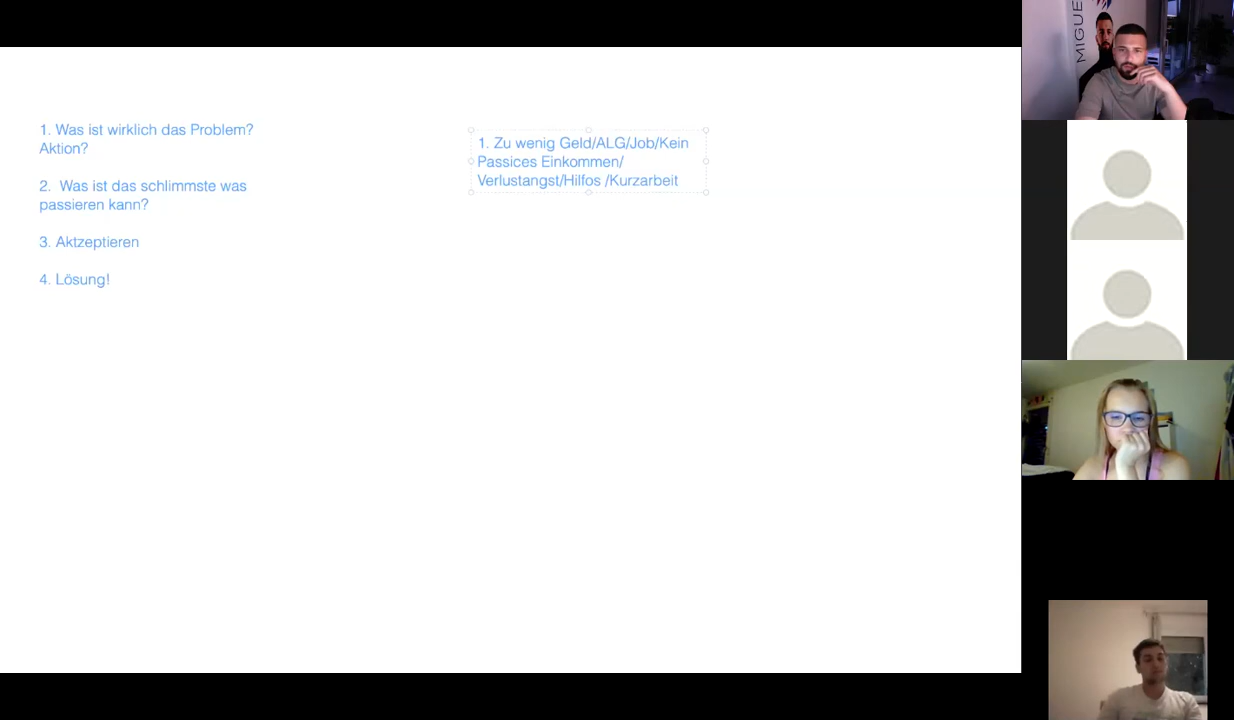 1. Was ist wirklich das Problem?
Aktion?
2. Was ist das schlimmste was
passieren kann?
3. Aktzeptieren
4. Lösung!
1. Zu wenig Geld/ALG/Job/Kein
Passices Einkommen/
Verlustangst/Hilfos /Kurzarbeit
MIGUE